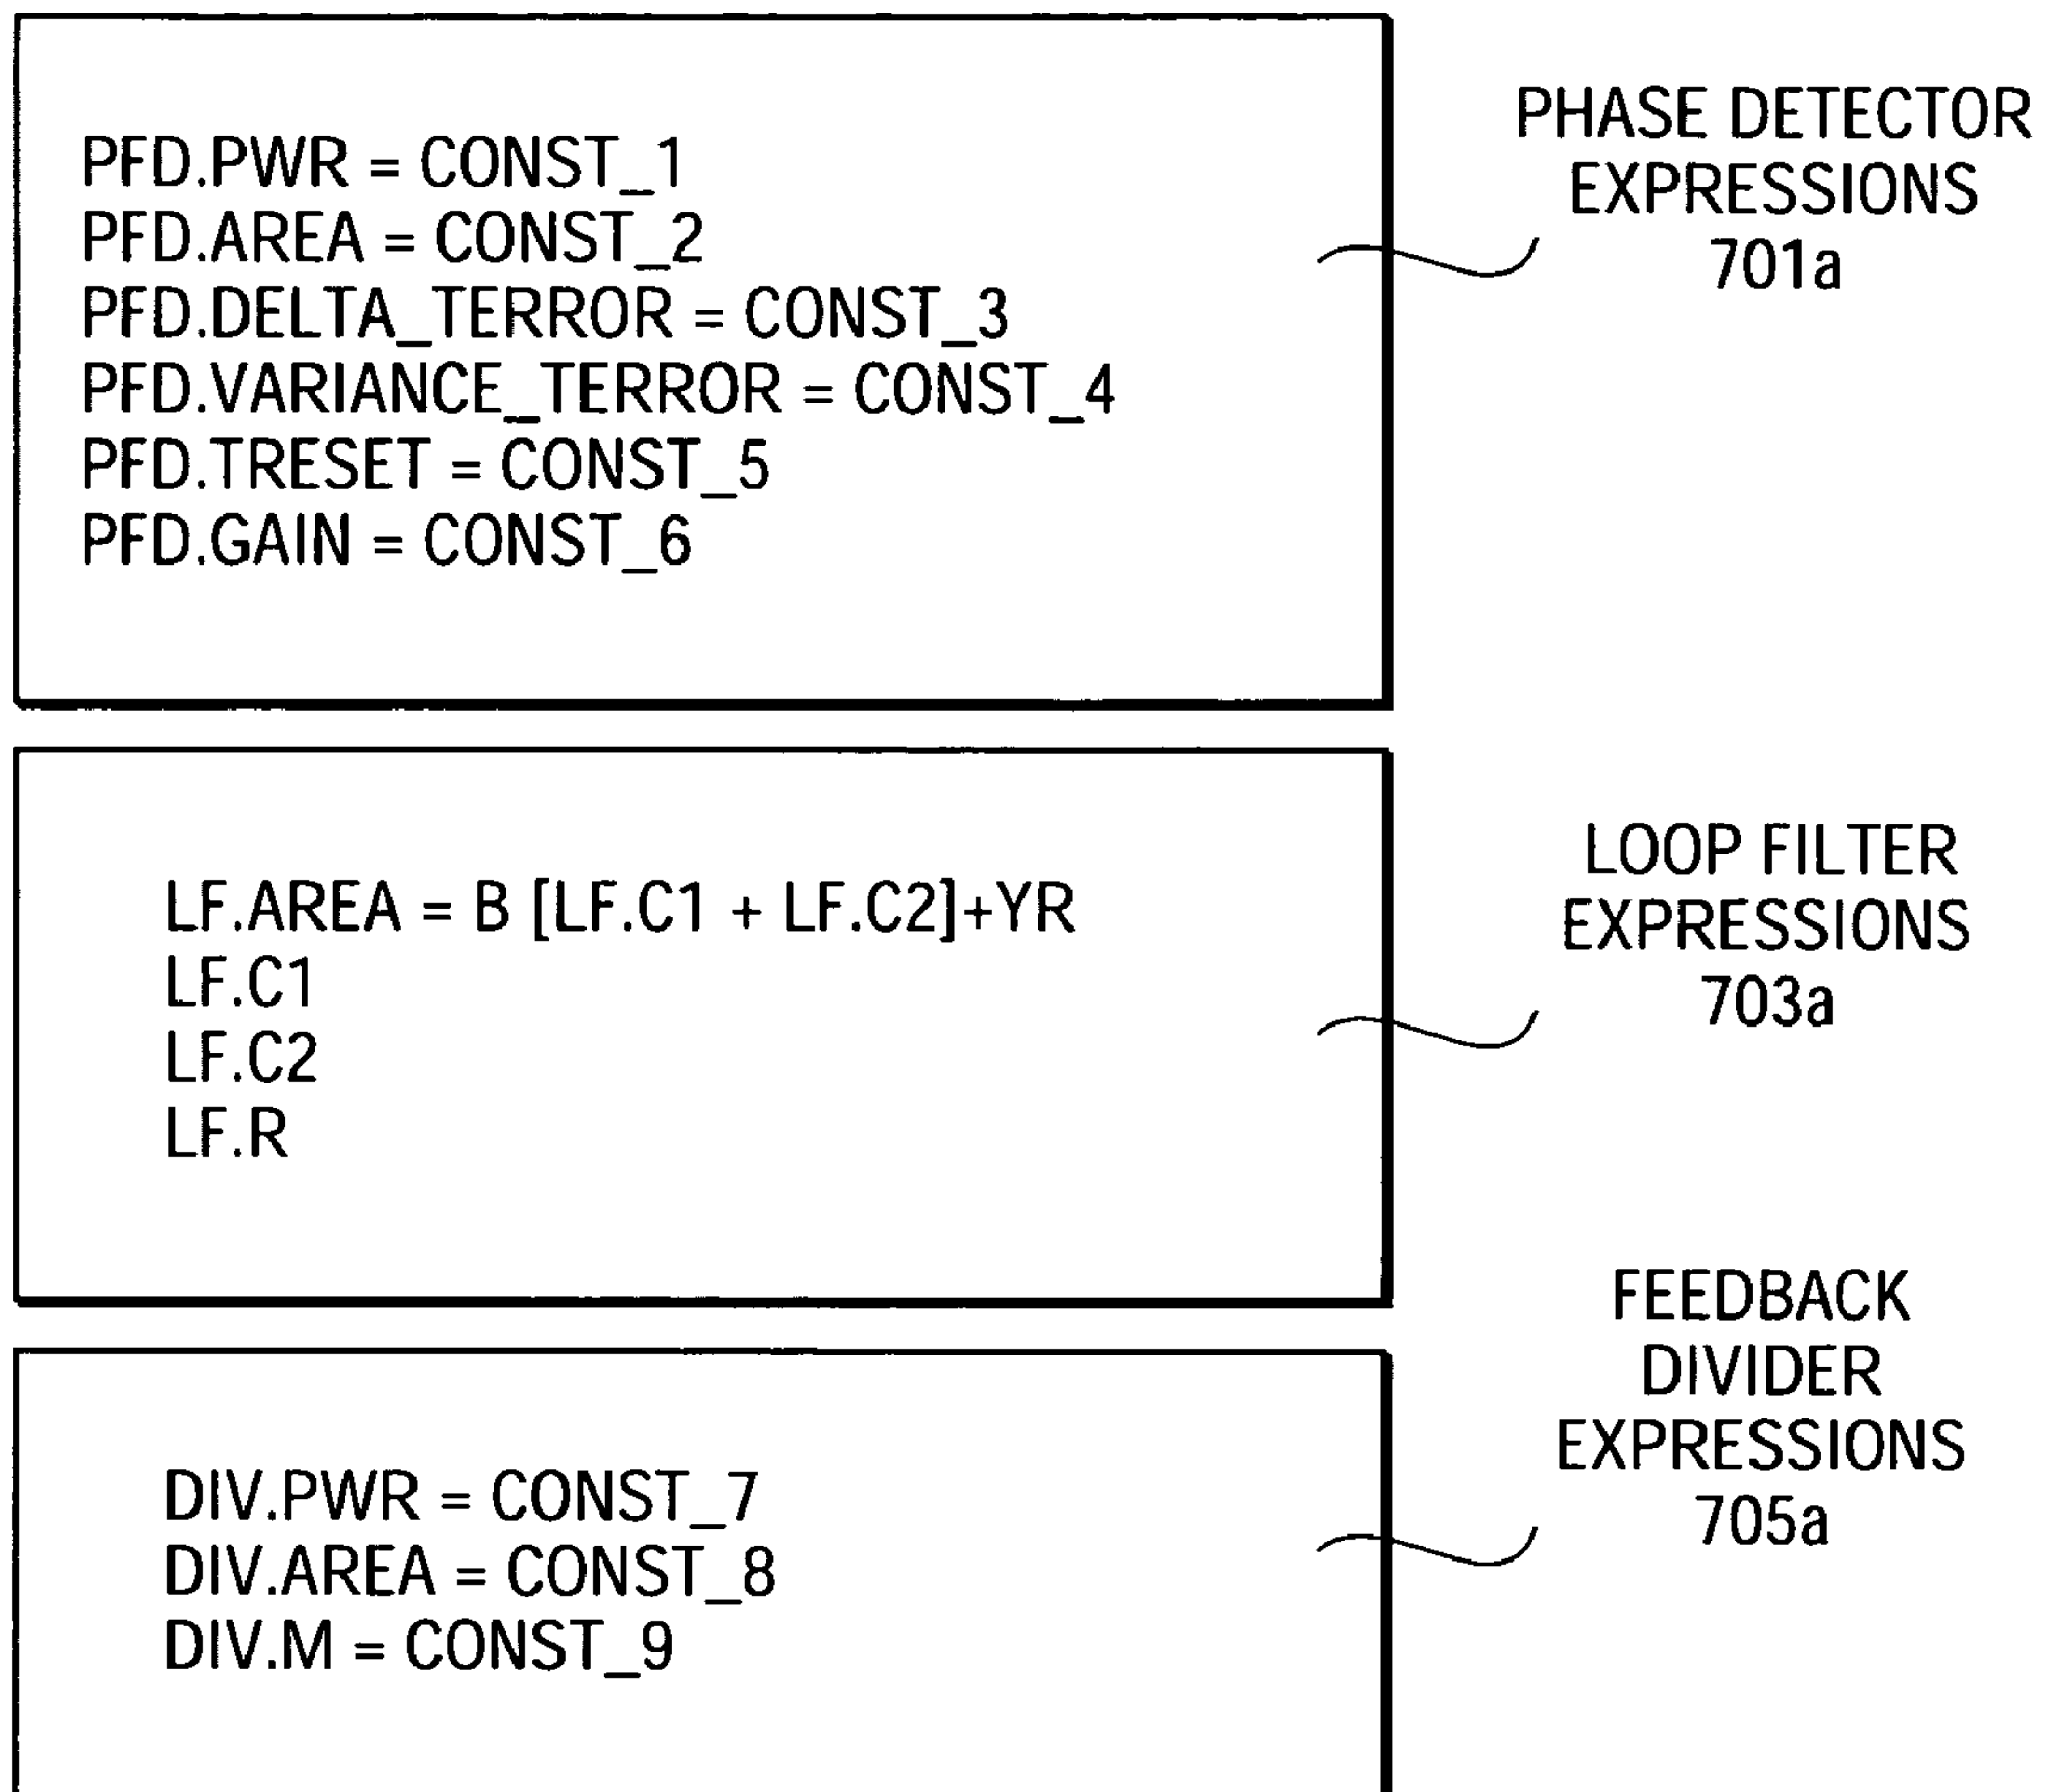 PFD.PWR = CONST_1
PFD.AREA = CONST_2
PFD.DELTA_TERROR = CONST_3
PFD.VARIANCE_TERROR = CONST_4
PFD.TRESET = CONST_5
PFD.GAIN = CONST_6
PHASE DETECTOR
EXPRESSIONS
701a
LF.AREA = B [LF.C1 + LF.C2]+YR
LF.C1
LF.C2
LF.R
LOOP FILTER
EXPRESSIONS
703a
DIV.PWR = CONST_7
DIV.AREA = CONST_8
DIV.M = CONST_9
FEEDBACK
DIVIDER
EXPRESSIONS
705a